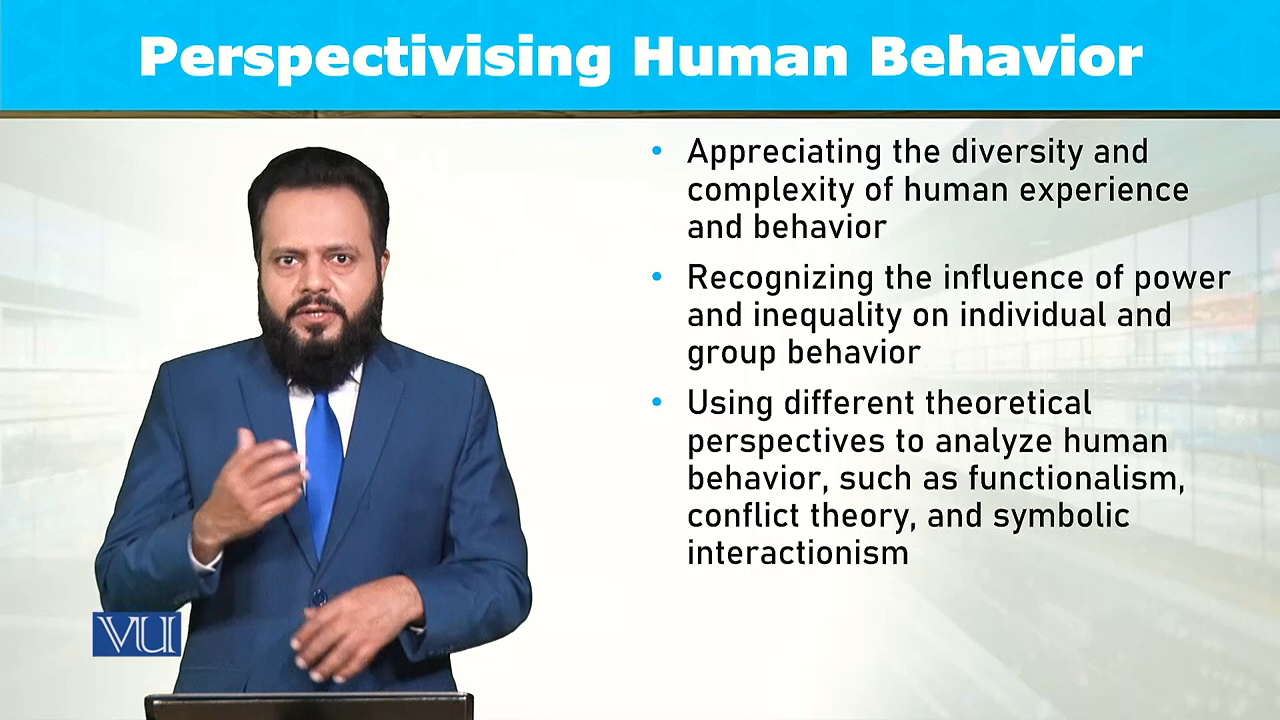 Perspectivising Human Behavior
• Appreciating the diversity and
complexity of human experience
and behavior
• Recognizing the influence of power
and inequality on individual and
group behavior
• Using different theoretical
perspectives to analyze human
behavior, such as functionalism,
conflict theory, and symbolic
interactionism
VU